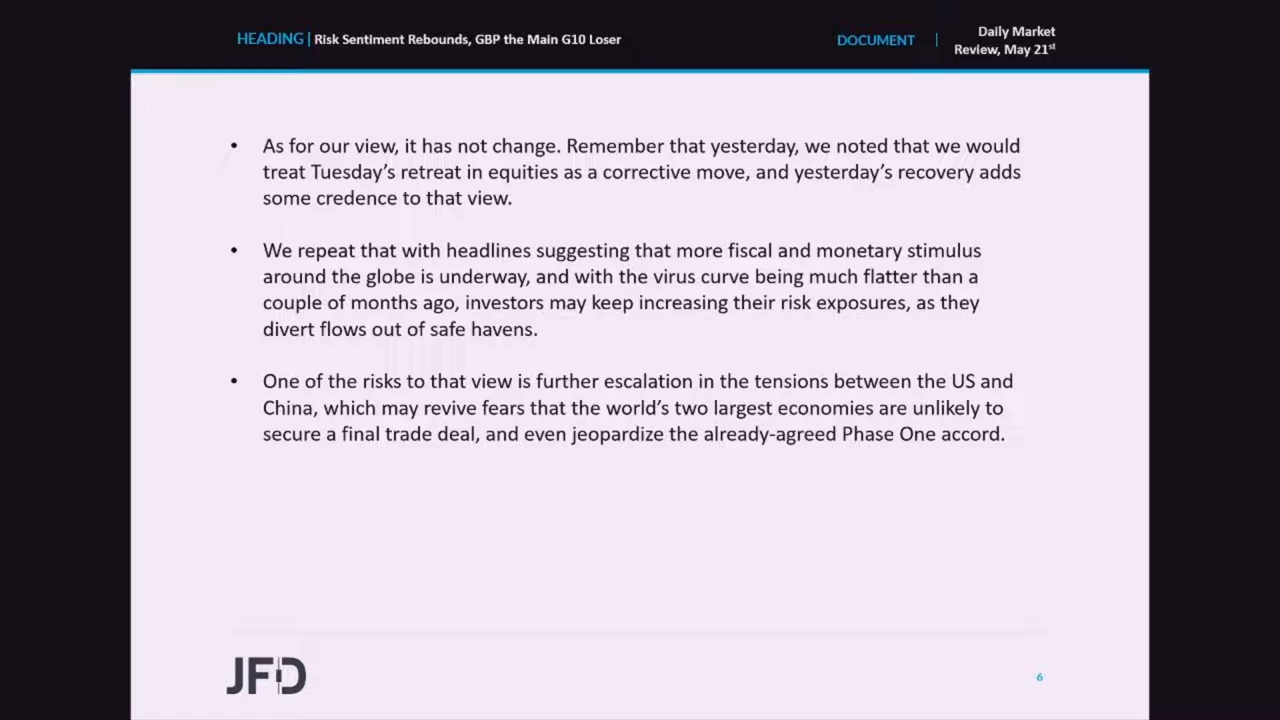 HEADING | Risk Sentiment Rebounds, GBP the Main G10 Loser
DOCUMENT | Daily Market
Review, May 21st
• As for our view, it has not change. Remember that yesterday, we noted that we would
treat Tuesday's retreat in equities as a corrective move, and yesterday's recovery adds
some credence to that view.
• We repeat that with headlines suggesting that more fiscal and monetary stimulus
around the globe is underway, and with the virus curve being much flatter than a
couple of months ago, investors may keep increasing their risk exposures, as they
divert flows out of safe havens.
• One of the risks to that view is further escalation in the tensions between the US and
China, which may revive fears that the world's two largest economies are unlikely to
secure a final trade deal, and even jeopardize the already-agreed Phase One accord.
JFD
6